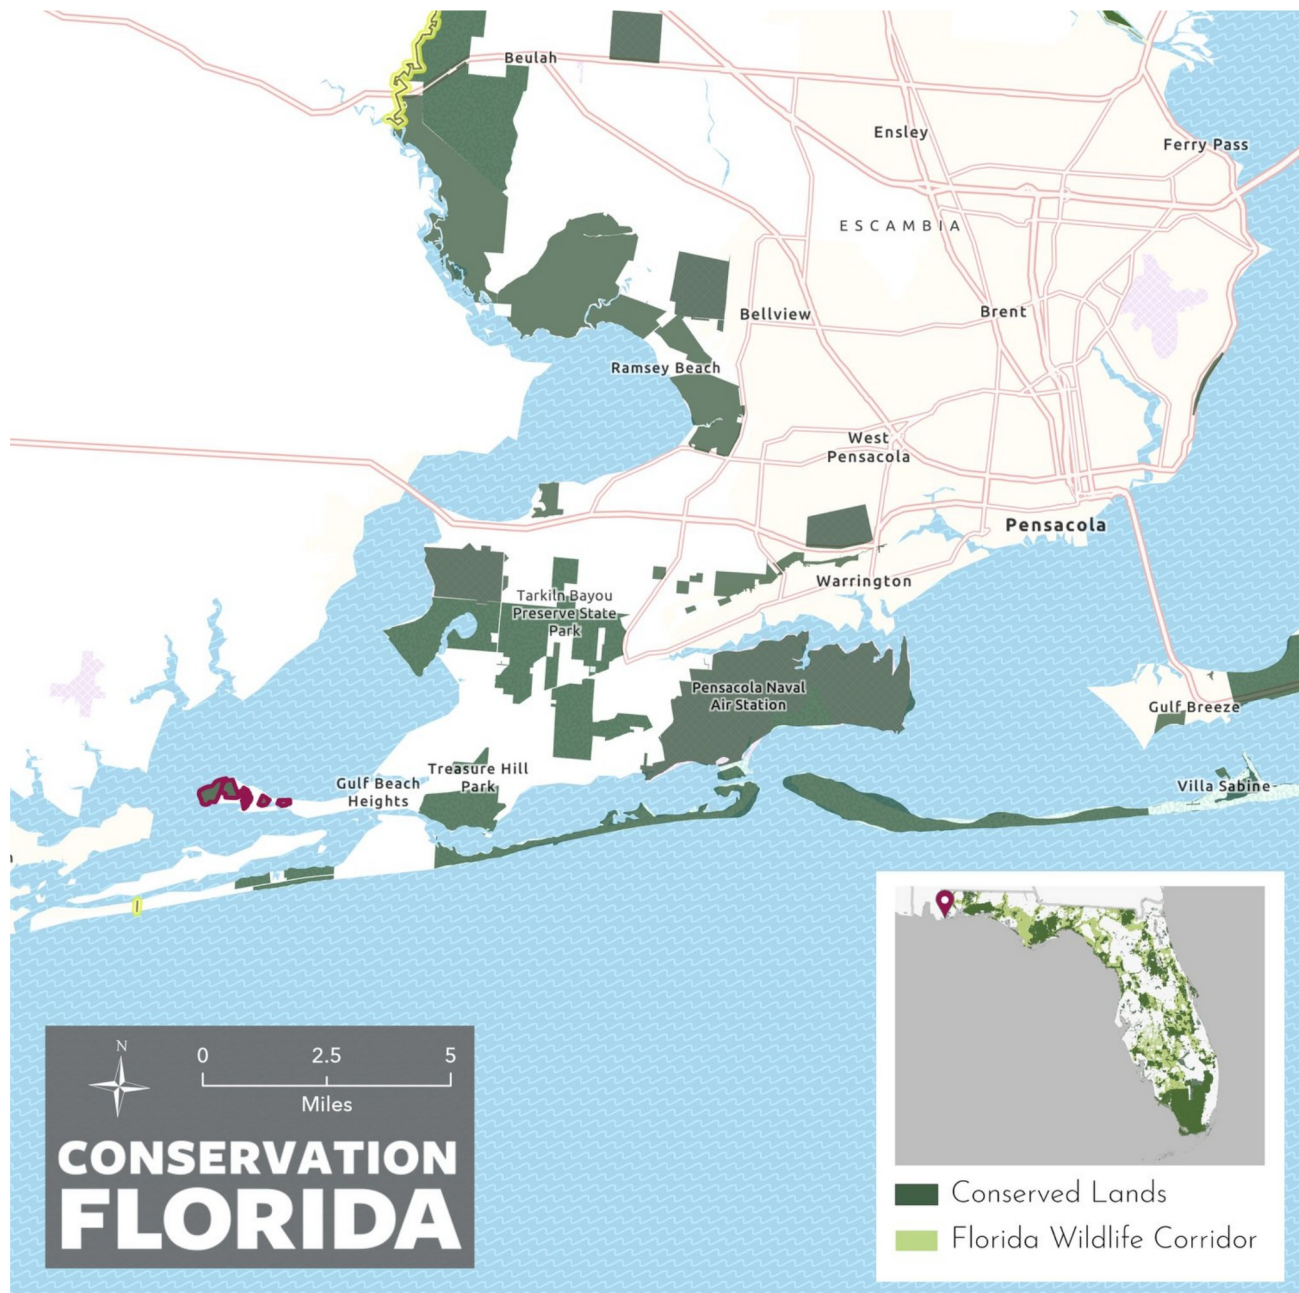 Beulah
Ensley
Ferry Pass
ESCAMBIA
Bellview
Brent
Ramsey Beach
West
Pensacola
Pensacola
Warrington
Tarkiln Bayou
Preserve State
Park
Pensacola Naval
Air Station
Gulf Breeze
Treasure Hill
Park
Gulf Beach
Heights
Villa Sabine
N
0 2.5 5
Miles
CONSERVATION
FLORIDA
Conserved Lands
Florida Wildlife Corridor